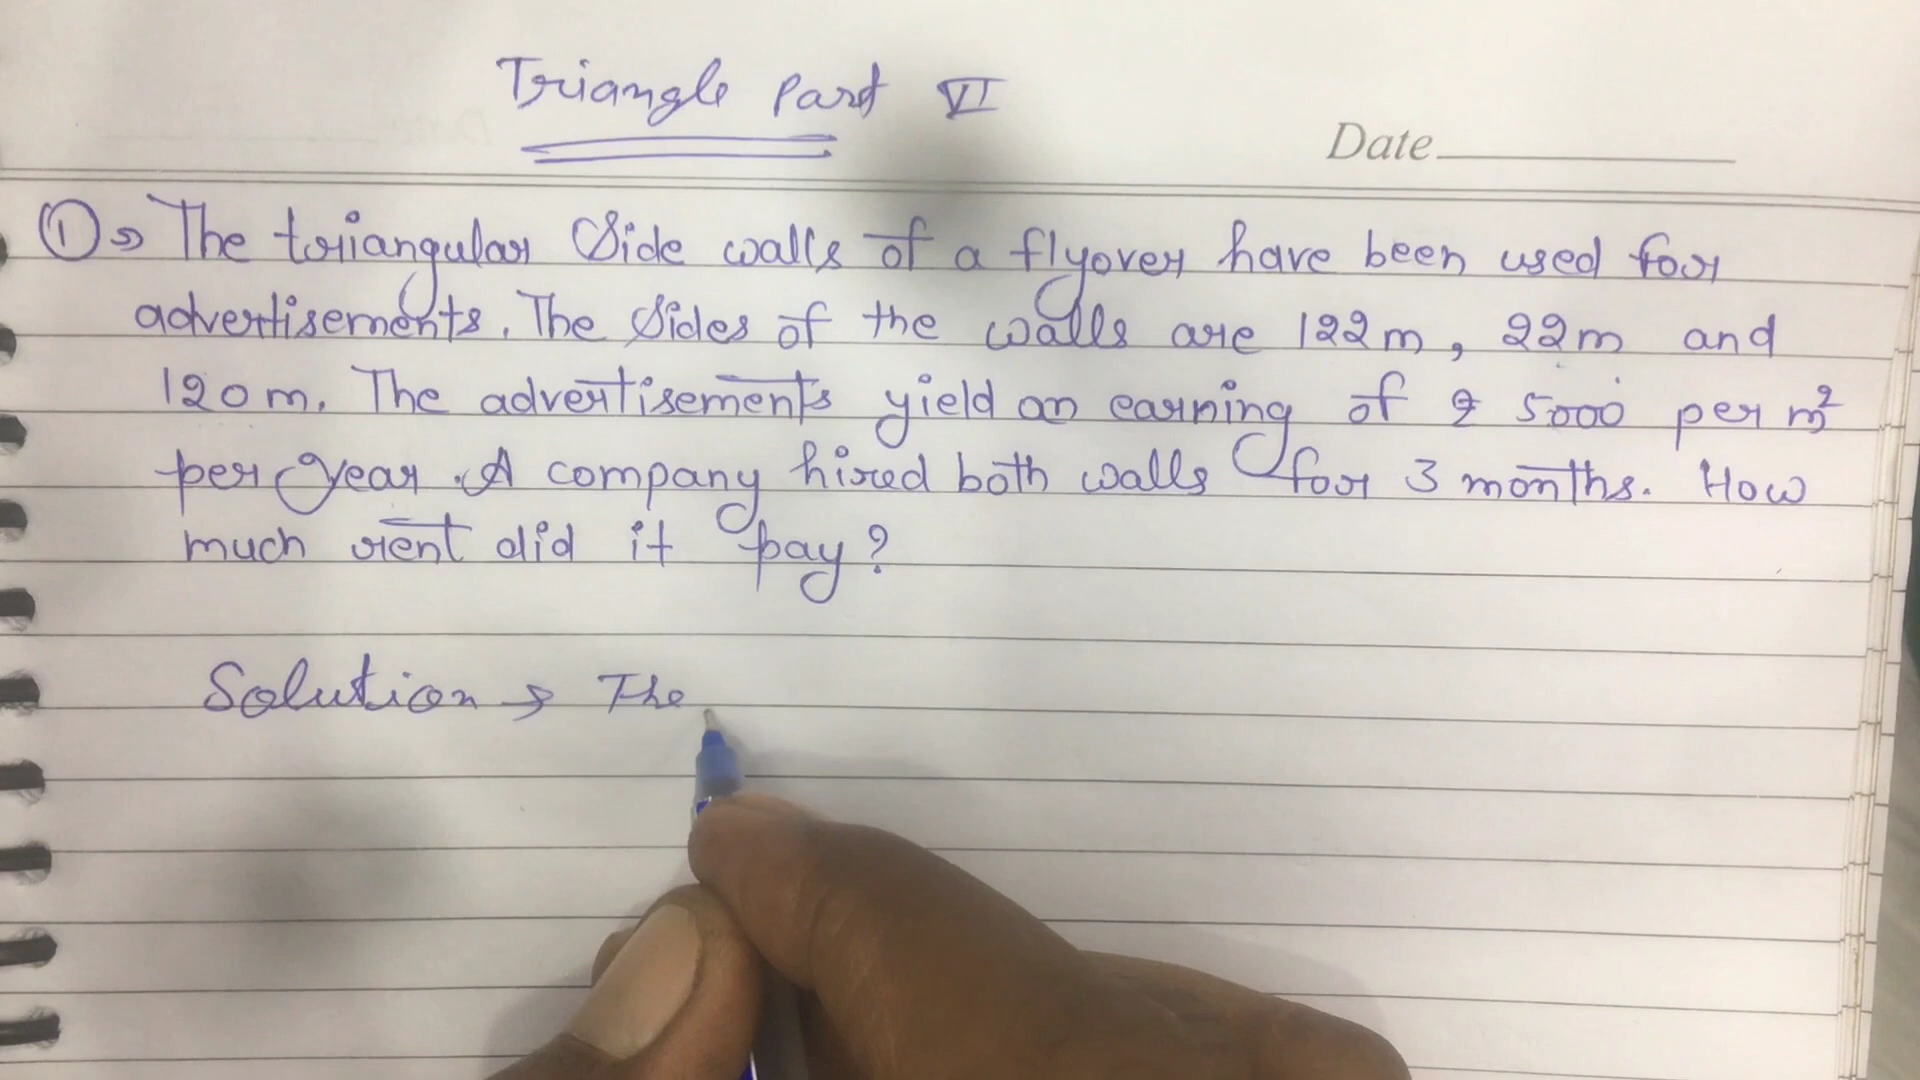 Triangle Part VI
Date
① → The triangular Side walls of a flyover have been used for
advertisements. The Sides of the walls are 122m, 22m and
120m. The advertisements yield an earning of ₹ 5000 per m²
per year. A company hired both walls for 3 months. How
much rent did it pay?
Solution → The